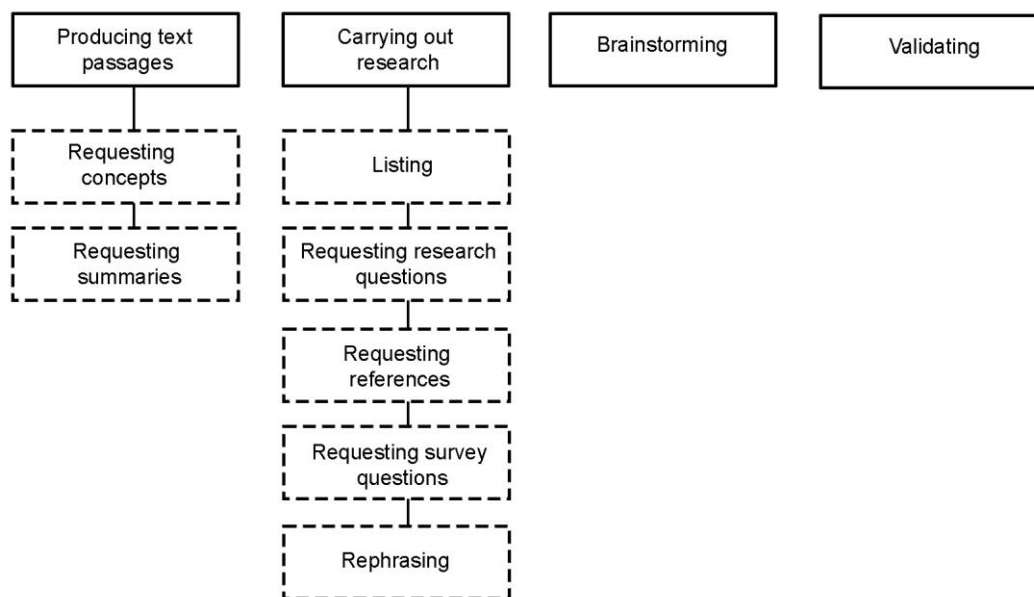 Producing text
passages
Carrying out
research
Brainstorming
Validating
Requesting
concepts
Requesting
summaries
Listing
Requesting research
questions
Requesting
references
Requesting survey
questions
Rephrasing